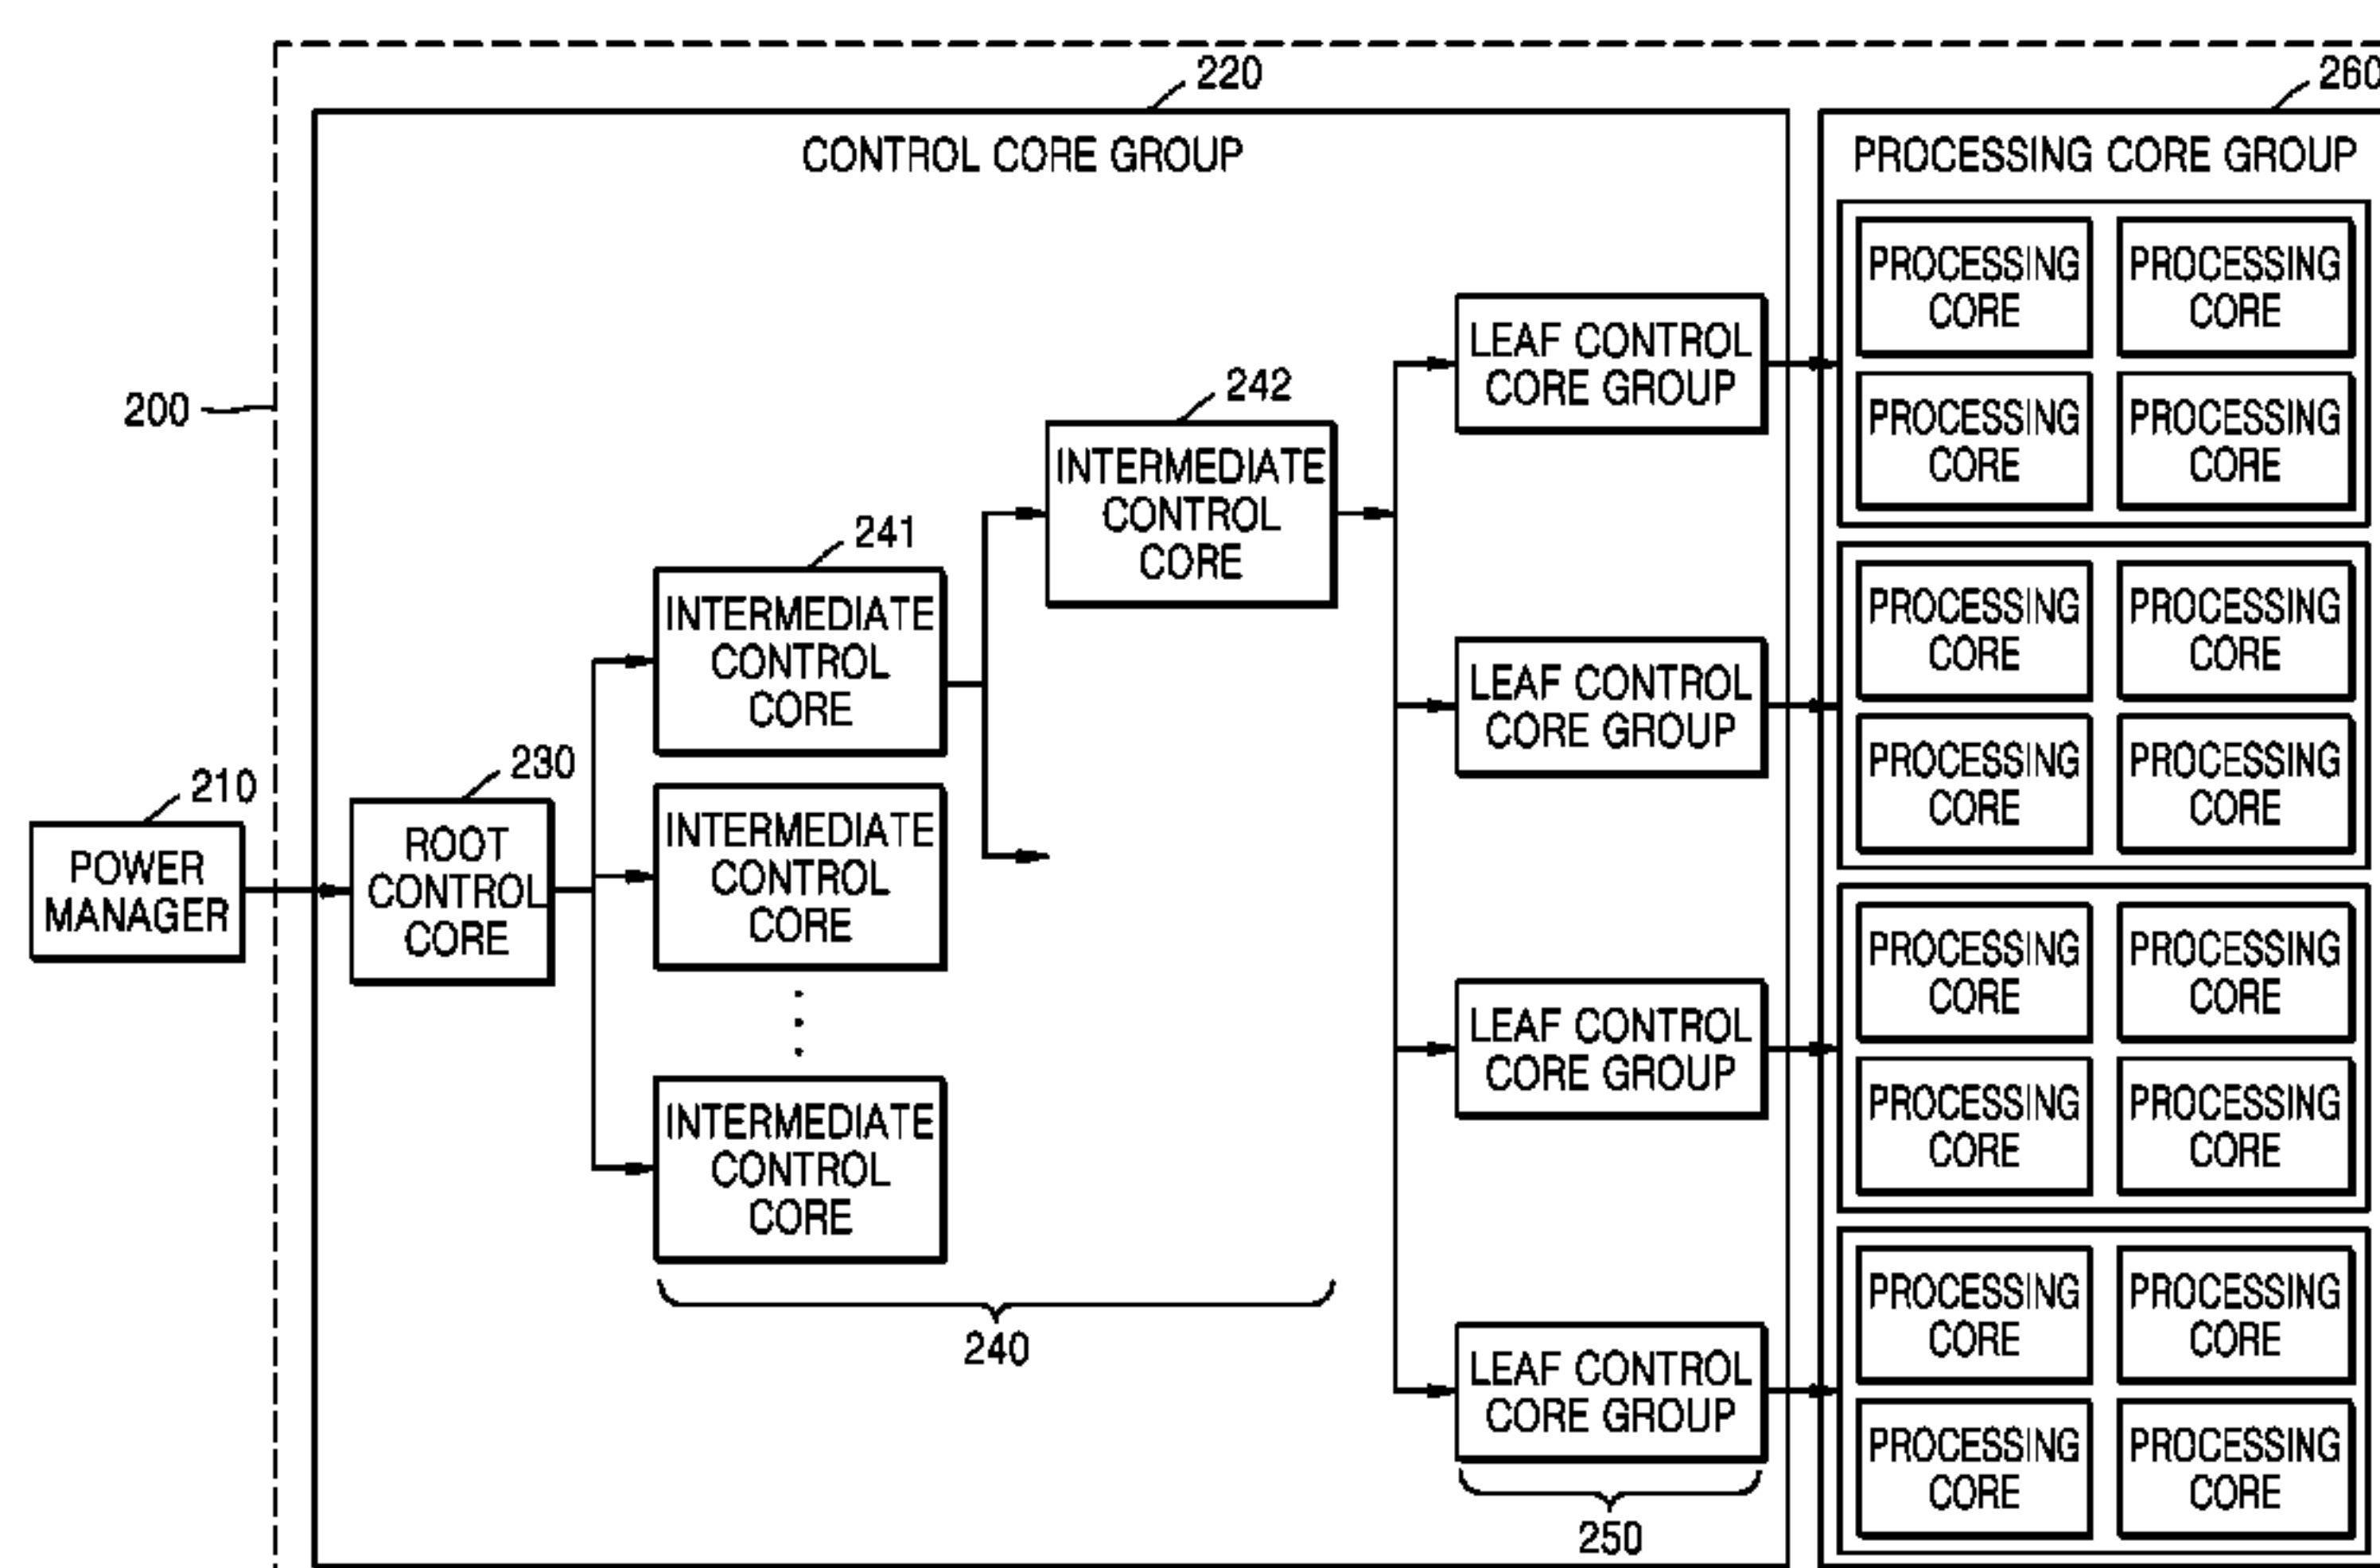 220
260
CONTROL CORE GROUP
PROCESSING CORE GROUP
200
210
POWER
MANAGER
230
ROOT
CONTROL
CORE
241
INTERMEDIATE
CONTROL
CORE
INTERMEDIATE
CONTROL
CORE
INTERMEDIATE
CONTROL
CORE
242
INTERMEDIATE
CONTROL
CORE
240
LEAF CONTROL
CORE GROUP
LEAF CONTROL
CORE GROUP
LEAF CONTROL
CORE GROUP
LEAF CONTROL
CORE GROUP
250
PROCESSING
CORE
PROCESSING
CORE
PROCESSING
CORE
PROCESSING
CORE
PROCESSING
CORE
PROCESSING
CORE
PROCESSING
CORE
PROCESSING
CORE
PROCESSING
CORE
PROCESSING
CORE
PROCESSING
CORE
PROCESSING
CORE
PROCESSING
CORE
PROCESSING
CORE
PROCESSING
CORE
PROCESSING
CORE